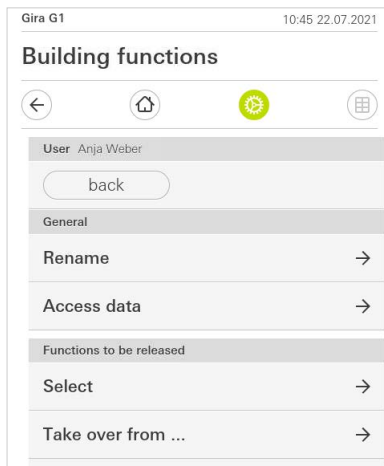 Gira G1 10:45 22.07.2021
Building functions
User Anja Weber
back
General
Rename
Access data
Functions to be released
Select
Take over from ...